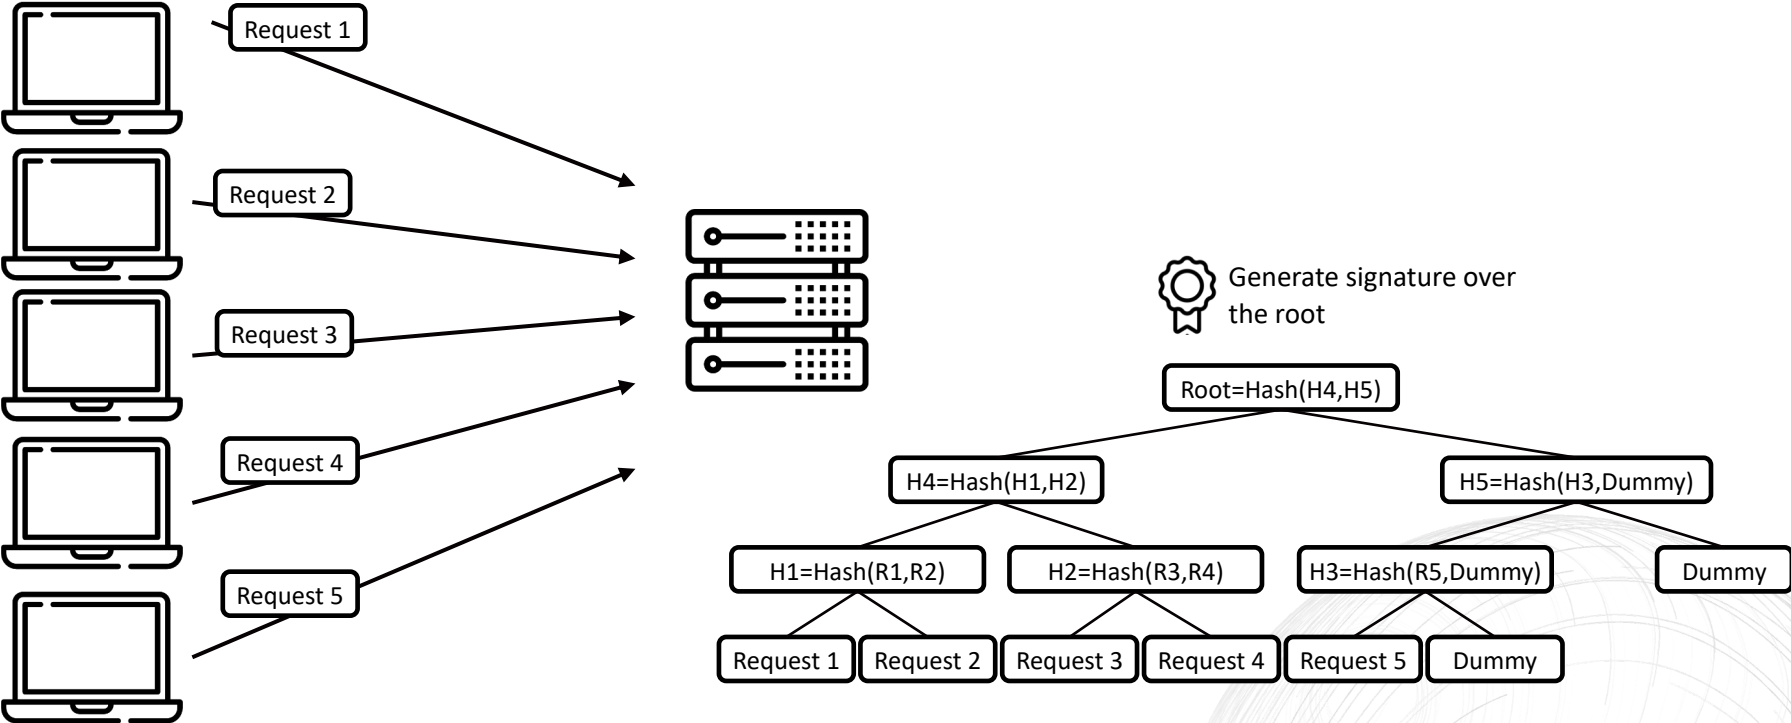 Request 1
Request 2
Request 3
Request 4
Request 5
Generate signature over
the root
Root=Hash(H4,H5)
H4=Hash(H1,H2)
H5=Hash(H3,Dummy)
H1=Hash(R1,R2)
H2=Hash(R3,R4)
H3=Hash(R5,Dummy)
Dummy
Request 1
Request 2
Request 3
Request 4
Request 5
Dummy